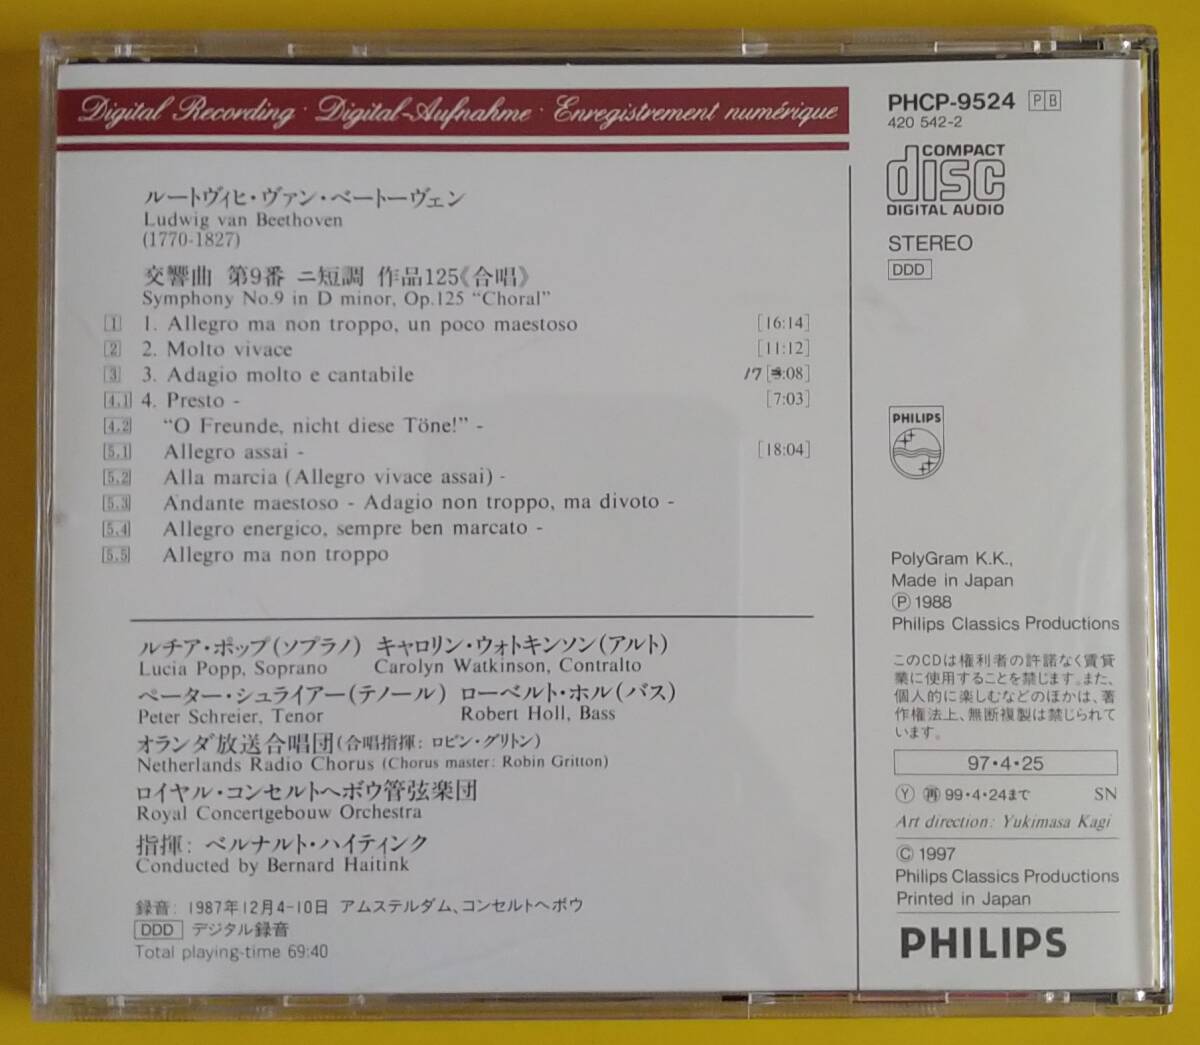 Digital Recording · Digital-Aufnahme · Enregistrement numérique
ルートヴィヒ・ヴァン・ベートーヴェン
Ludwig van Beethoven
(1770-1827)
交響曲 第9番 ニ短調 作品125《合唱》
Symphony No.9 in D minor, Op.125 “Choral”
1 1. Allegro ma non troppo, un poco maestoso [16:14]
2 2. Molto vivace [11:12]
3 3. Adagio molto e cantabile 17 [:08]
4.1 4. Presto - [7:03]
4.2 “O Freunde, nicht diese Töne!” -
5.1 Allegro assai - [18:04]
5.2 Alla marcia (Allegro vivace assai) -
5.3 Andante maestoso - Adagio non troppo, ma divoto -
5.4 Allegro energico, sempre ben marcato -
5.5 Allegro ma non troppo
ルチア・ポップ(ソプラノ) キャロリン・ウォトキンソン(アルト)
Lucia Popp, Soprano Carolyn Watkinson, Contralto
ペーター・シュライアー(テノール) ローベルト・ホル(バス)
Peter Schreier, Tenor Robert Holl, Bass
オランダ放送合唱団(合唱指揮: ロビン・グリトン)
Netherlands Radio Chorus (Chorus master: Robin Gritton)
ロイヤル・コンセルトヘボウ管弦楽団
Royal Concertgebouw Orchestra
指揮: ベルナルト・ハイティンク
Conducted by Bernard Haitink
録音: 1987年12月4-10日 アムステルダム、コンセルトヘボウ
DDD デジタル録音
Total playing-time 69:40
PHCP-9524 PB
420 542-2
COMPACT
disc
DIGITAL AUDIO
STEREO
DDD
PHILIPS
PolyGram K.K.,
Made in Japan
Ⓟ 1988
Philips Classics Productions
このCDは権利者の許諾なく賃貸
業に使用することを禁じます。また、
個人的に楽しむなどのほかは、著
作権法上、無断複製は禁じられて
います。
97・4・25
Ⓨ 再 99・4・24まで SN
Art direction: Yukimasa Kagi
© 1997
Philips Classics Productions
Printed in Japan
PHILIPS